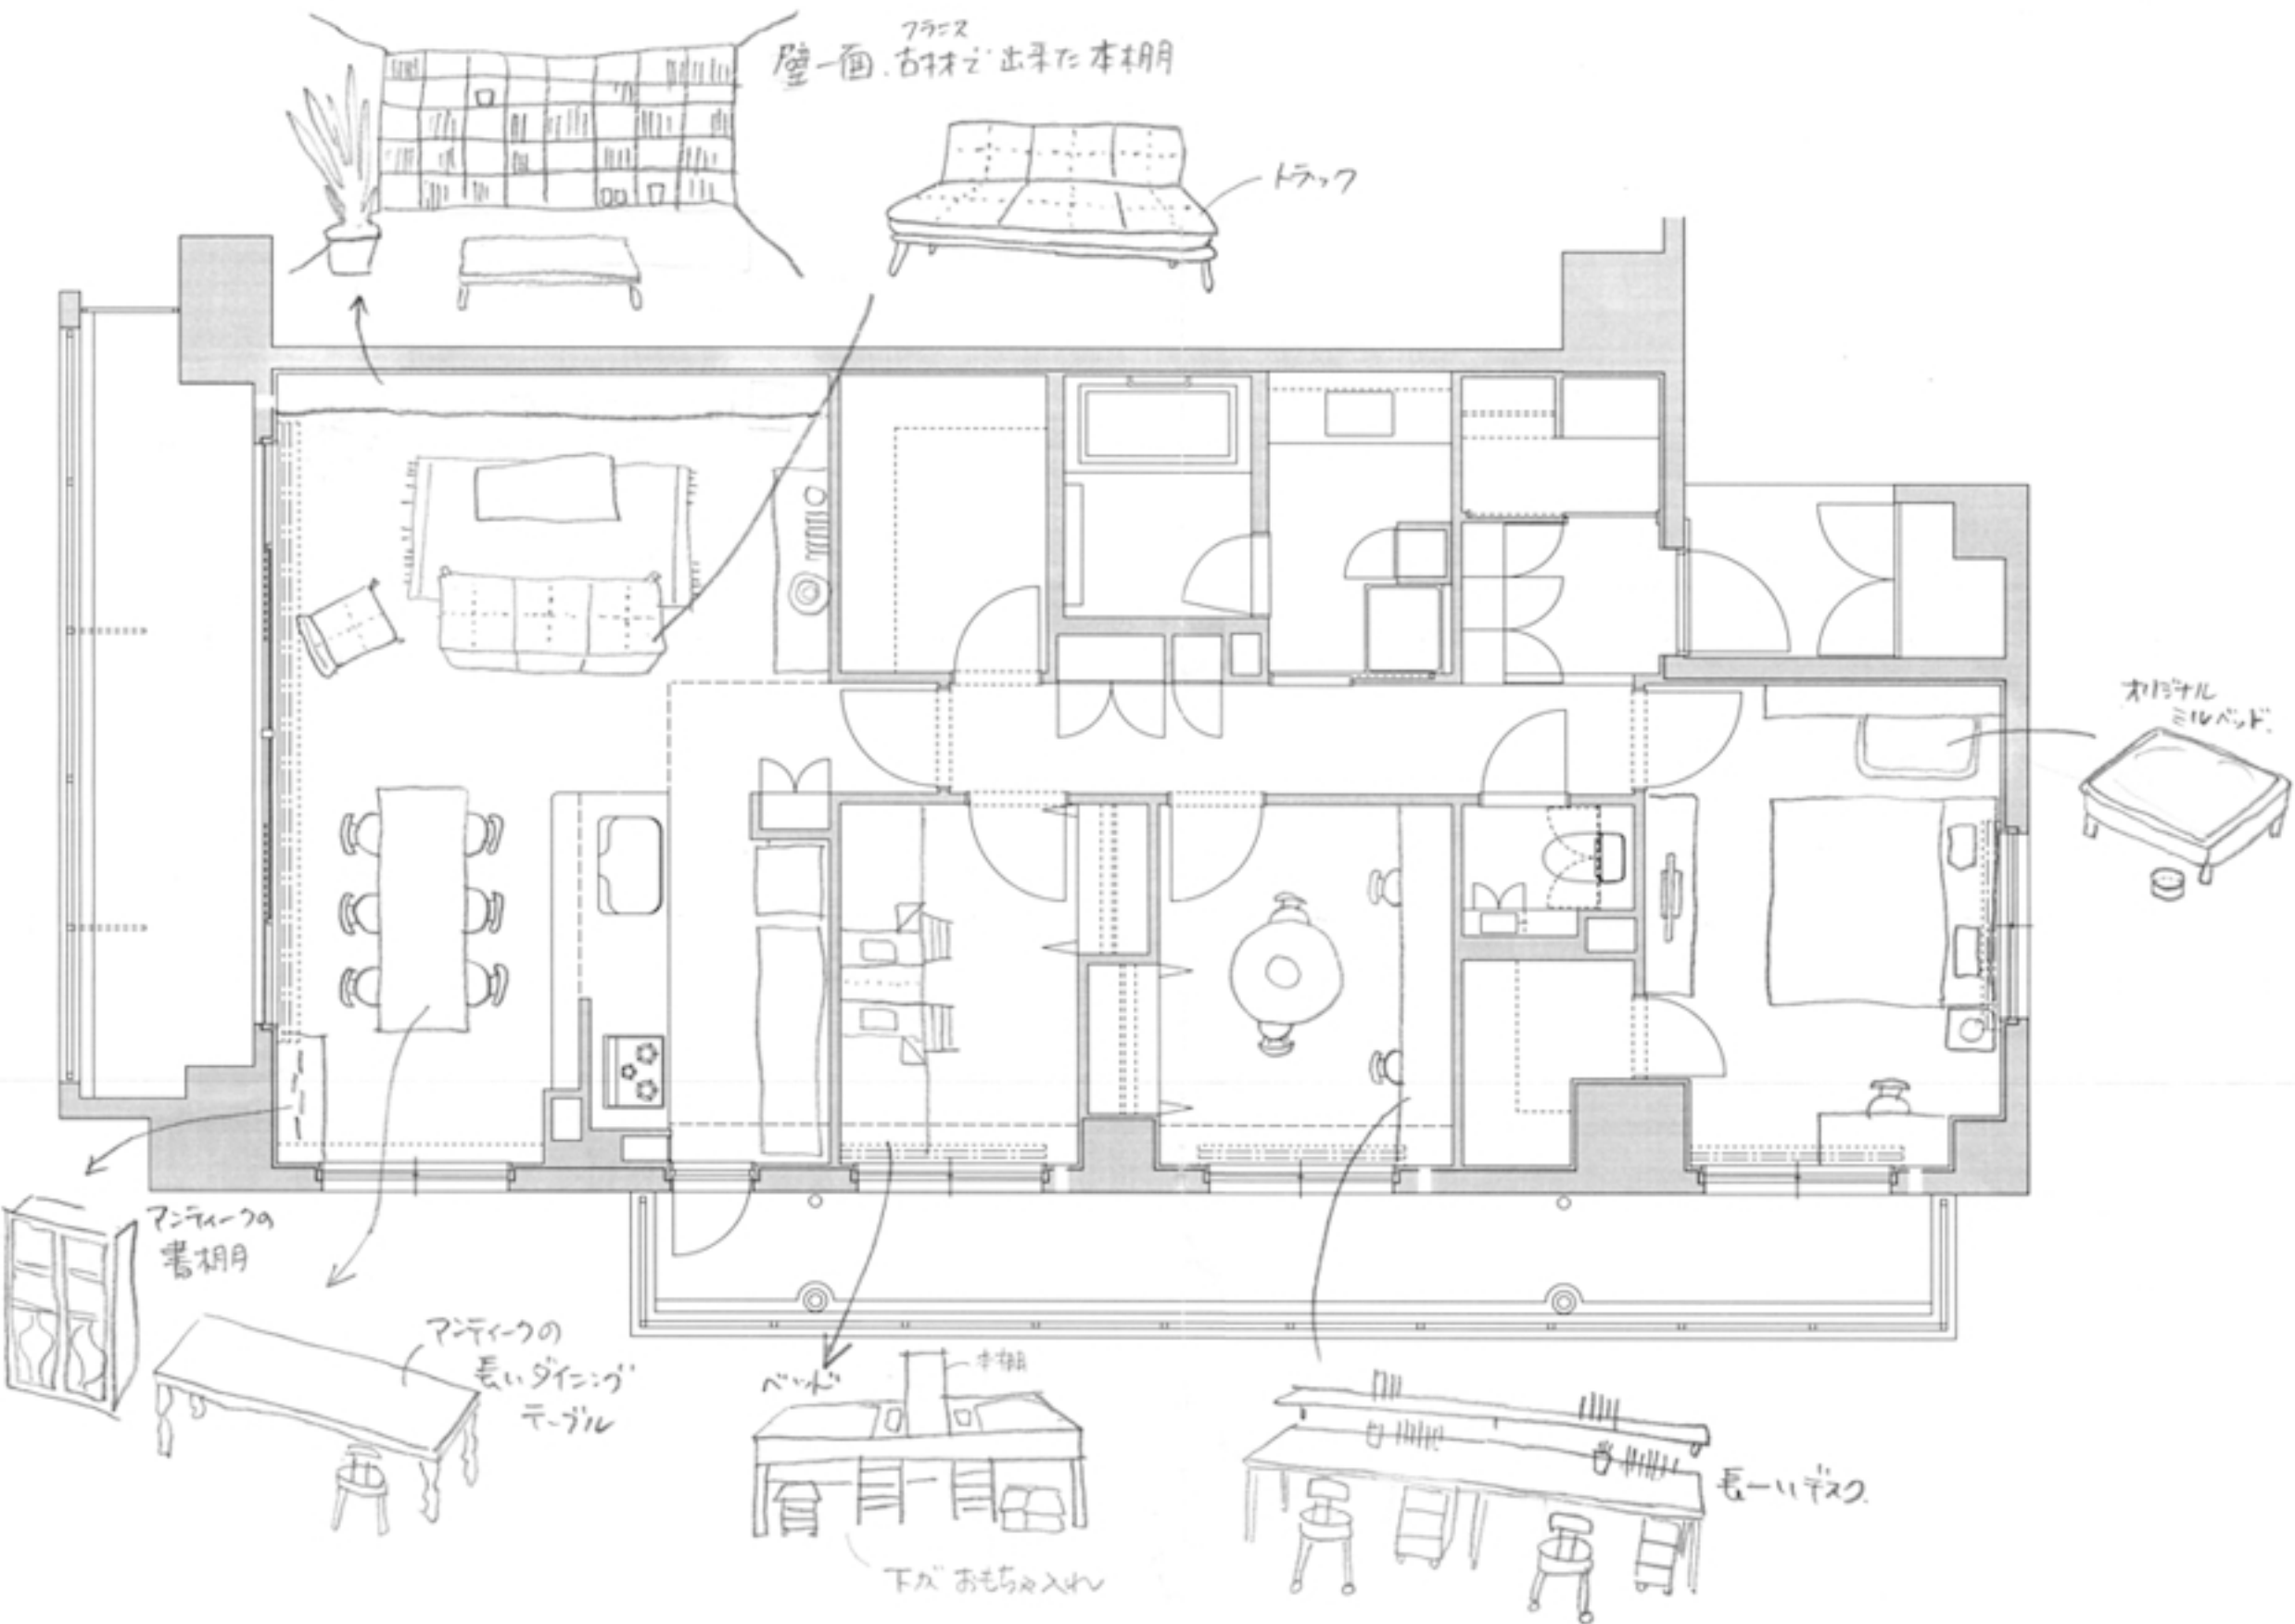 フランス
壁一面.古材で出来た本棚
トラック
オリジナル
ミルベッド.
アンティークの
書棚
アンティークの
長いダイニング
テーブル
ベッド
本棚
下がおもちゃ入れ
長ーいデスク.